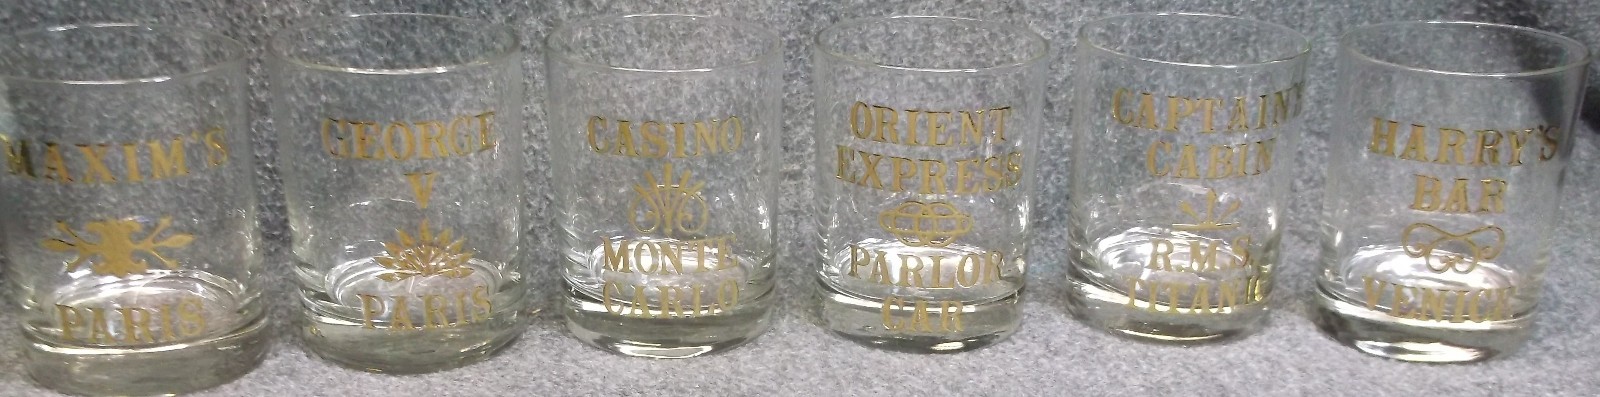 MAXIM'S
PARIS
GEORGE
V
PARIS
CASINO
MONTE
CARLO
ORIENT
EXPRESS
PARLOR
CAR
CAPTAIN'S
CABIN
R.M.S.
TITANIC
HARRY'S
BAR
VENICE